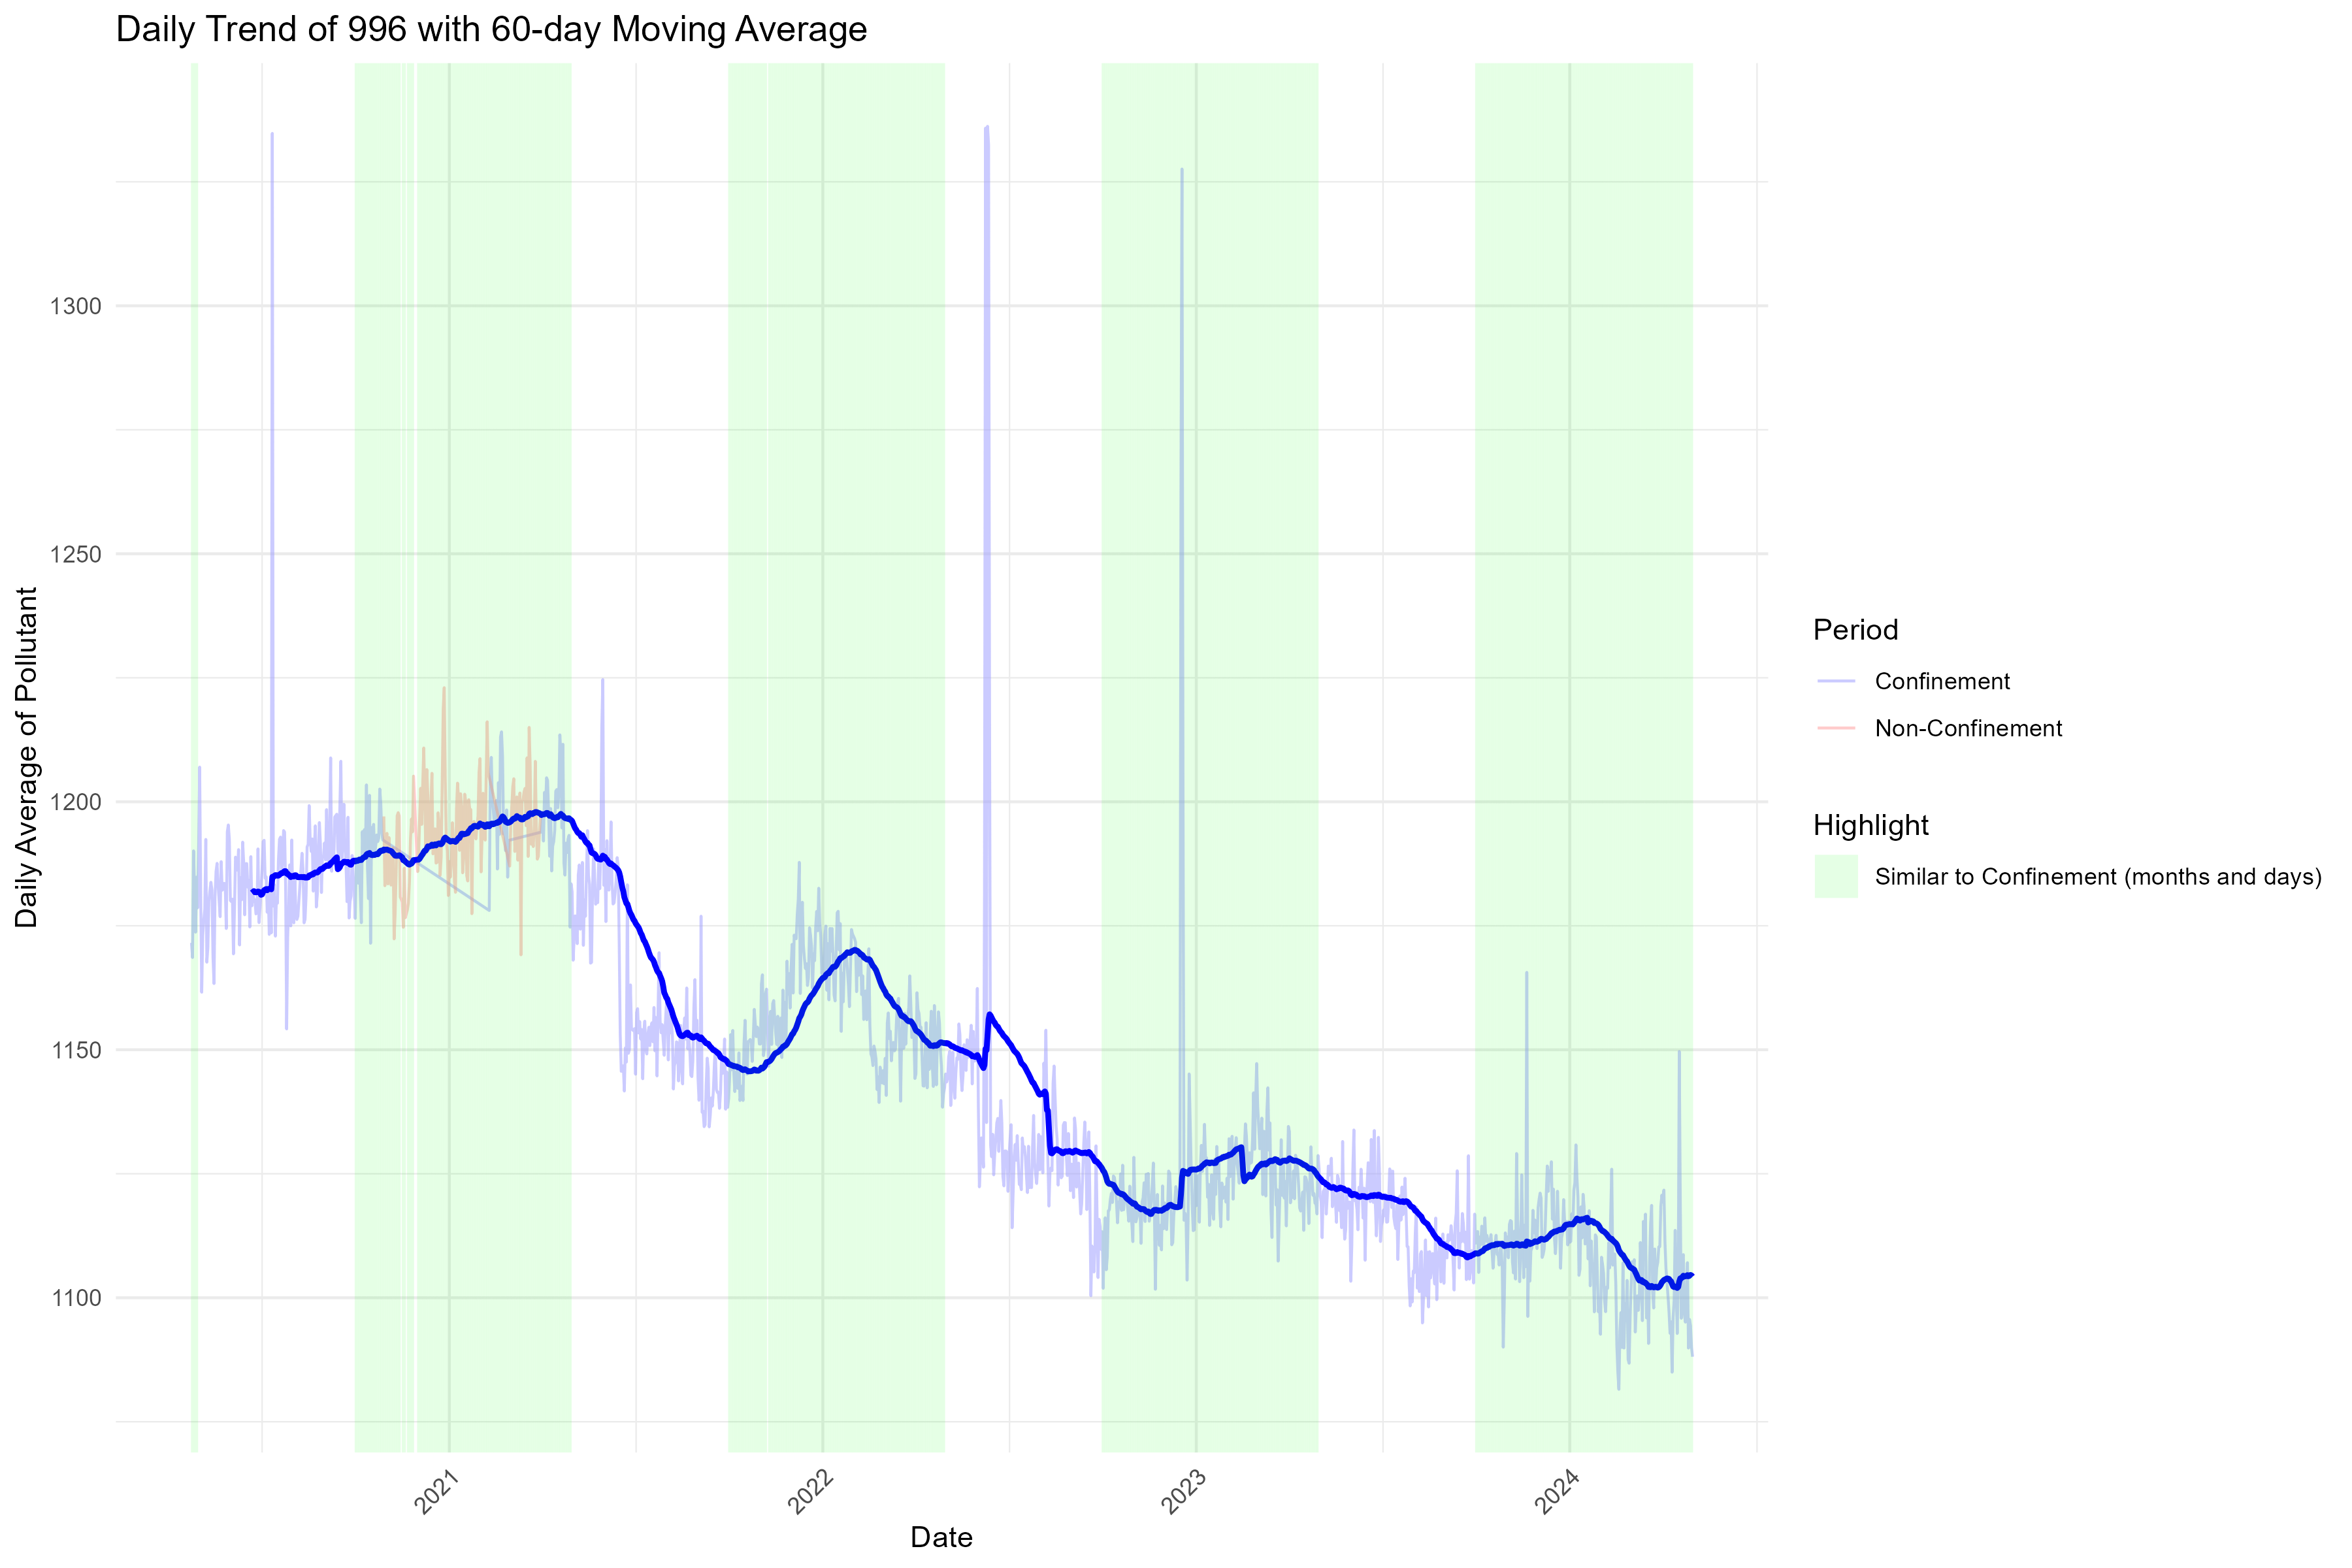 Daily Trend of 996 with 60-day Moving Average
Daily Average of Pollutant
1300
1250
1200
1150
1100
2021
2022
2023
2024
Date
Period
Confinement
Non-Confinement
Highlight
Similar to Confinement (months and days)